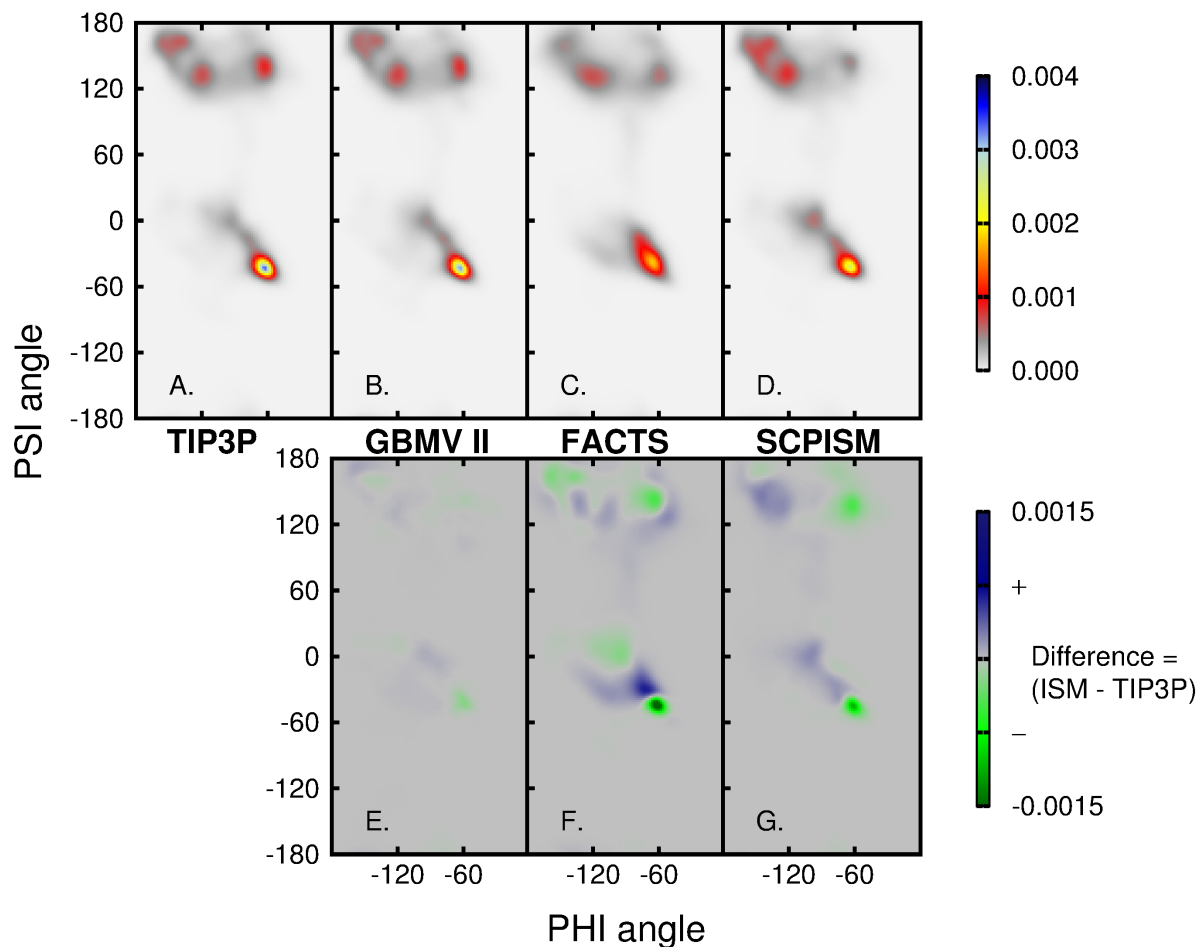 180
120
60
0
-60
-120
-180
PSI angle
A.
B.
C.
D.
0.004
0.003
0.002
0.001
0.000
TIP3P
GBMV II
FACTS
SCPISM
180
120
60
0
-60
-120
-180
E.
F.
G.
0.0015
+
Difference =
(ISM - TIP3P)
–
-0.0015
-120 -60
-120 -60
-120 -60
PHI angle